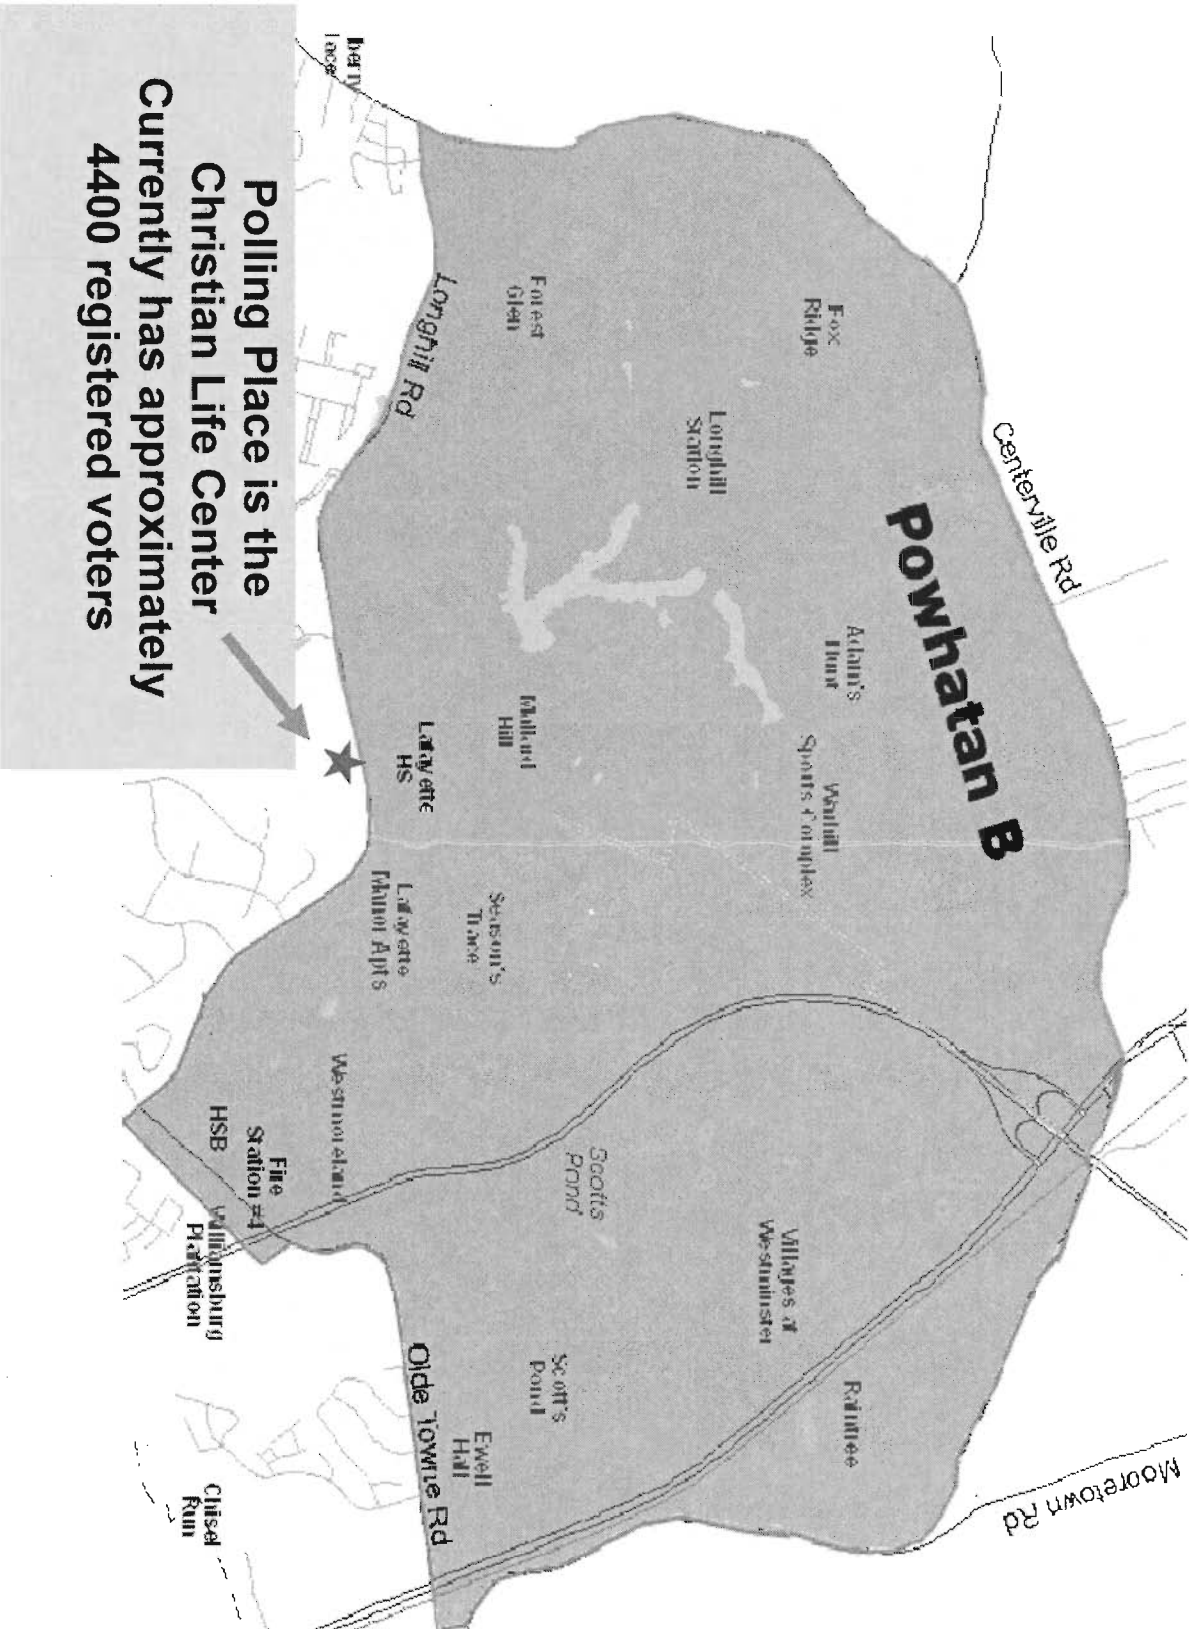 Centerville Rd
Powhatan B
Mooretown Rd
Fox
Ridge
Adam's
Hunt
Warhill
Sports Complex
Raintree
Longhill
Station
Villages at
Westminster
Forest
Glen
Mallard
Hill
Scotts
Pond
Scott's
Pond
Season's
Trace
Ewell
Hall
Longhill Rd
Lafayette
HS
Lafayette
Manor Apts
Olde Towne Rd
Westmoreland
berry
lace
Fire
Station #4
HSB
Williamsburg
Plantation
Chisel
Run
Polling Place is the
Christian Life Center
Currently has approximately
4400 registered voters